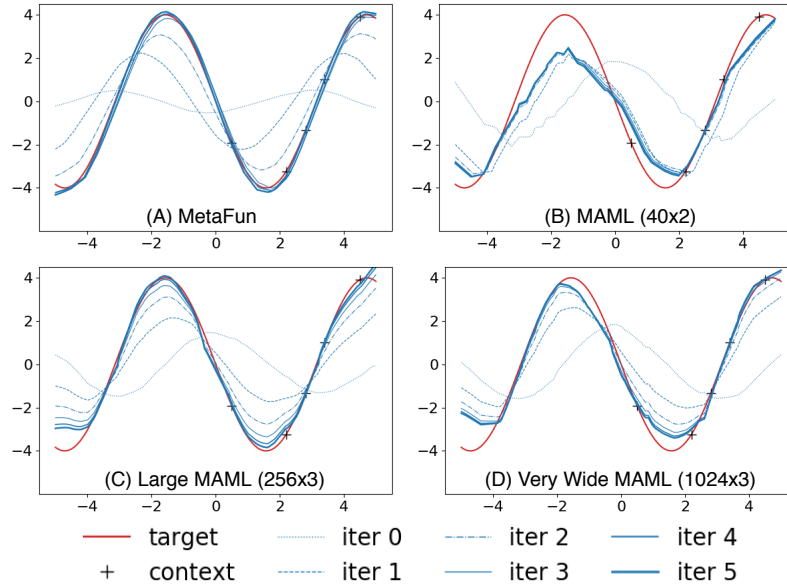 4
2
0
−2
−4
(A) MetaFun
−4 −2 0 2 4
4
2
0
−2
−4
(B) MAML (40x2)
−4 −2 0 2 4
4
2
0
−2
−4
(C) Large MAML (256x3)
−4 −2 0 2 4
4
2
0
−2
−4
(D) Very Wide MAML (1024x3)
−4 −2 0 2 4
target iter 0 iter 2 iter 4
context iter 1 iter 3 iter 5